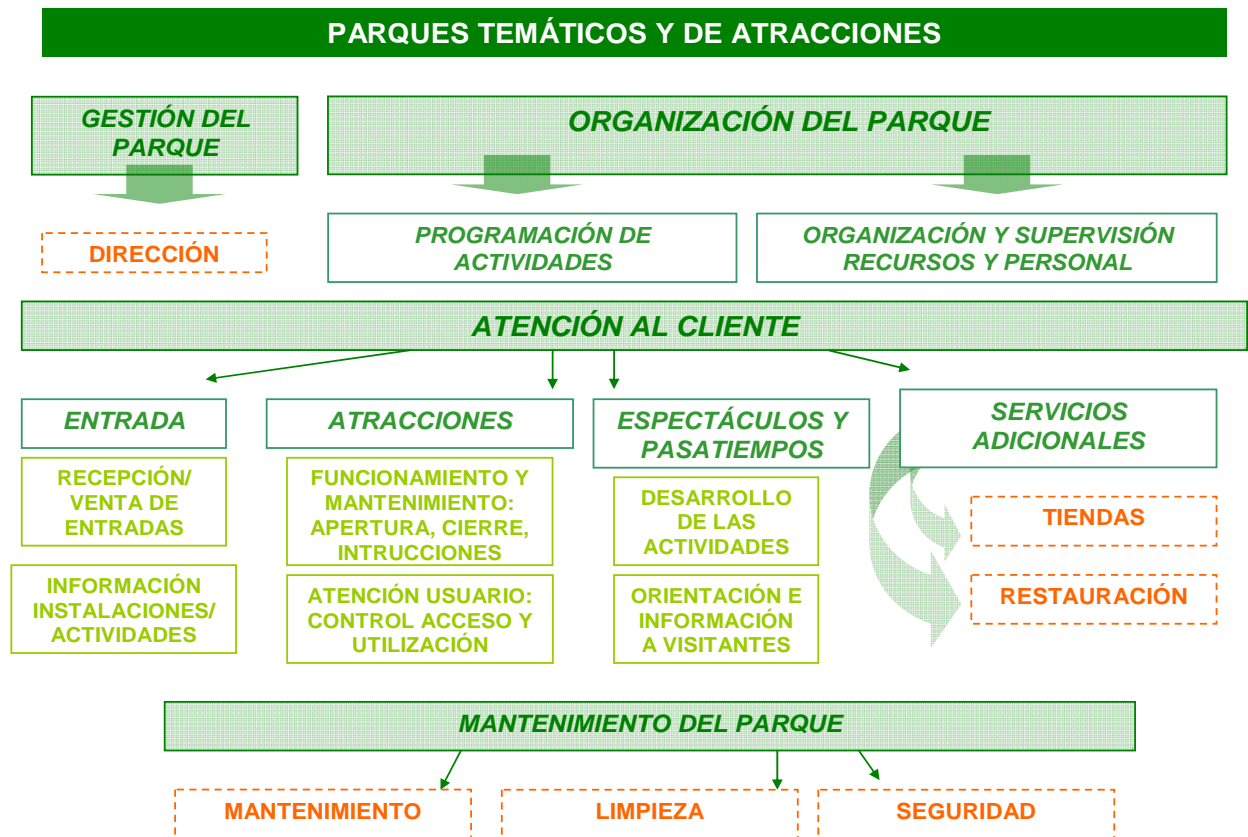 PARQUES TEMÁTICOS Y DE ATRACCIONES
GESTIÓN DEL
PARQUE
ORGANIZACIÓN DEL PARQUE
DIRECCIÓN
PROGRAMACIÓN DE
ACTIVIDADES
ORGANIZACIÓN Y SUPERVISIÓN
RECURSOS Y PERSONAL
ATENCIÓN AL CLIENTE
ENTRADA
RECEPCIÓN/
VENTA DE
ENTRADAS
INFORMACIÓN
INSTALACIONES/
ACTIVIDADES
ATRACCIONES
FUNCIONAMIENTO Y
MANTENIMIENTO:
APERTURA, CIERRE,
INTRUCCIONES
ATENCIÓN USUARIO:
CONTROL ACCESO Y
UTILIZACIÓN
ESPECTÁCULOS Y
PASATIEMPOS
DESARROLLO
DE LAS
ACTIVIDADES
ORIENTACIÓN E
INFORMACIÓN
A VISITANTES
SERVICIOS
ADICIONALES
TIENDAS
RESTAURACIÓN
MANTENIMIENTO DEL PARQUE
MANTENIMIENTO
LIMPIEZA
SEGURIDAD